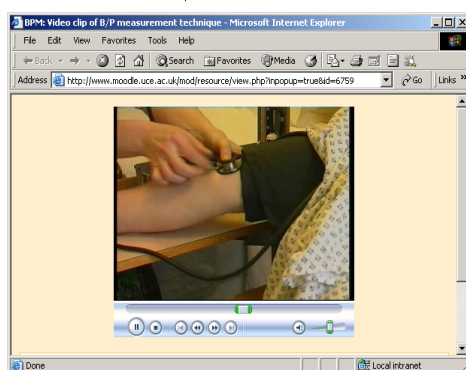 BPM: Video clip of B/P measurement technique - Microsoft Internet Explorer
File Edit View Favorites Tools Help
Back Search Favorites Media
Address http://www.moodle.uce.ac.uk/mod/resource/view.php?inpopup=true&id=6759 Go Links »
Done Local intranet